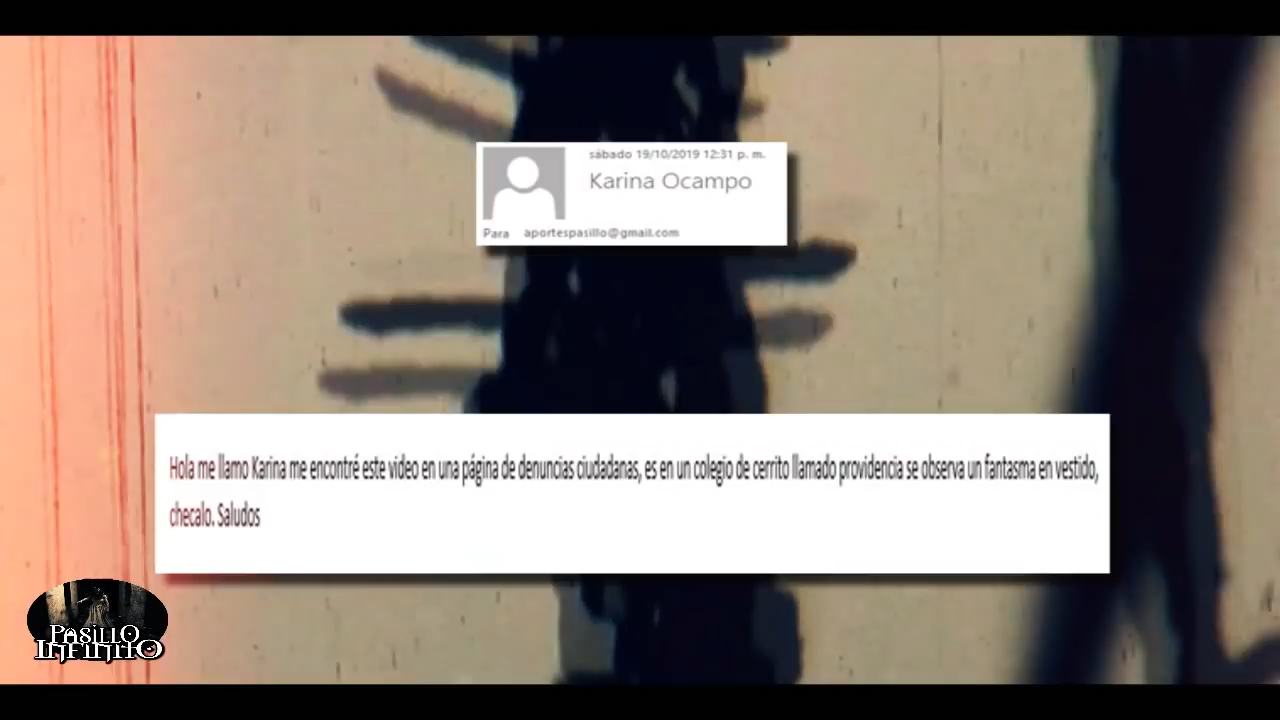 sábado 19/10/2019 12:31 p. m.
Karina Ocampo
Para aportespasillo@gmail.com
Hola me llamo Karina me encontré este video en una página de denuncias ciudadanas, es en un colegio de cerrito llamado providencia se observa un fantasma en vestido,
checalo. Saludos
PASILLO
INFINITO